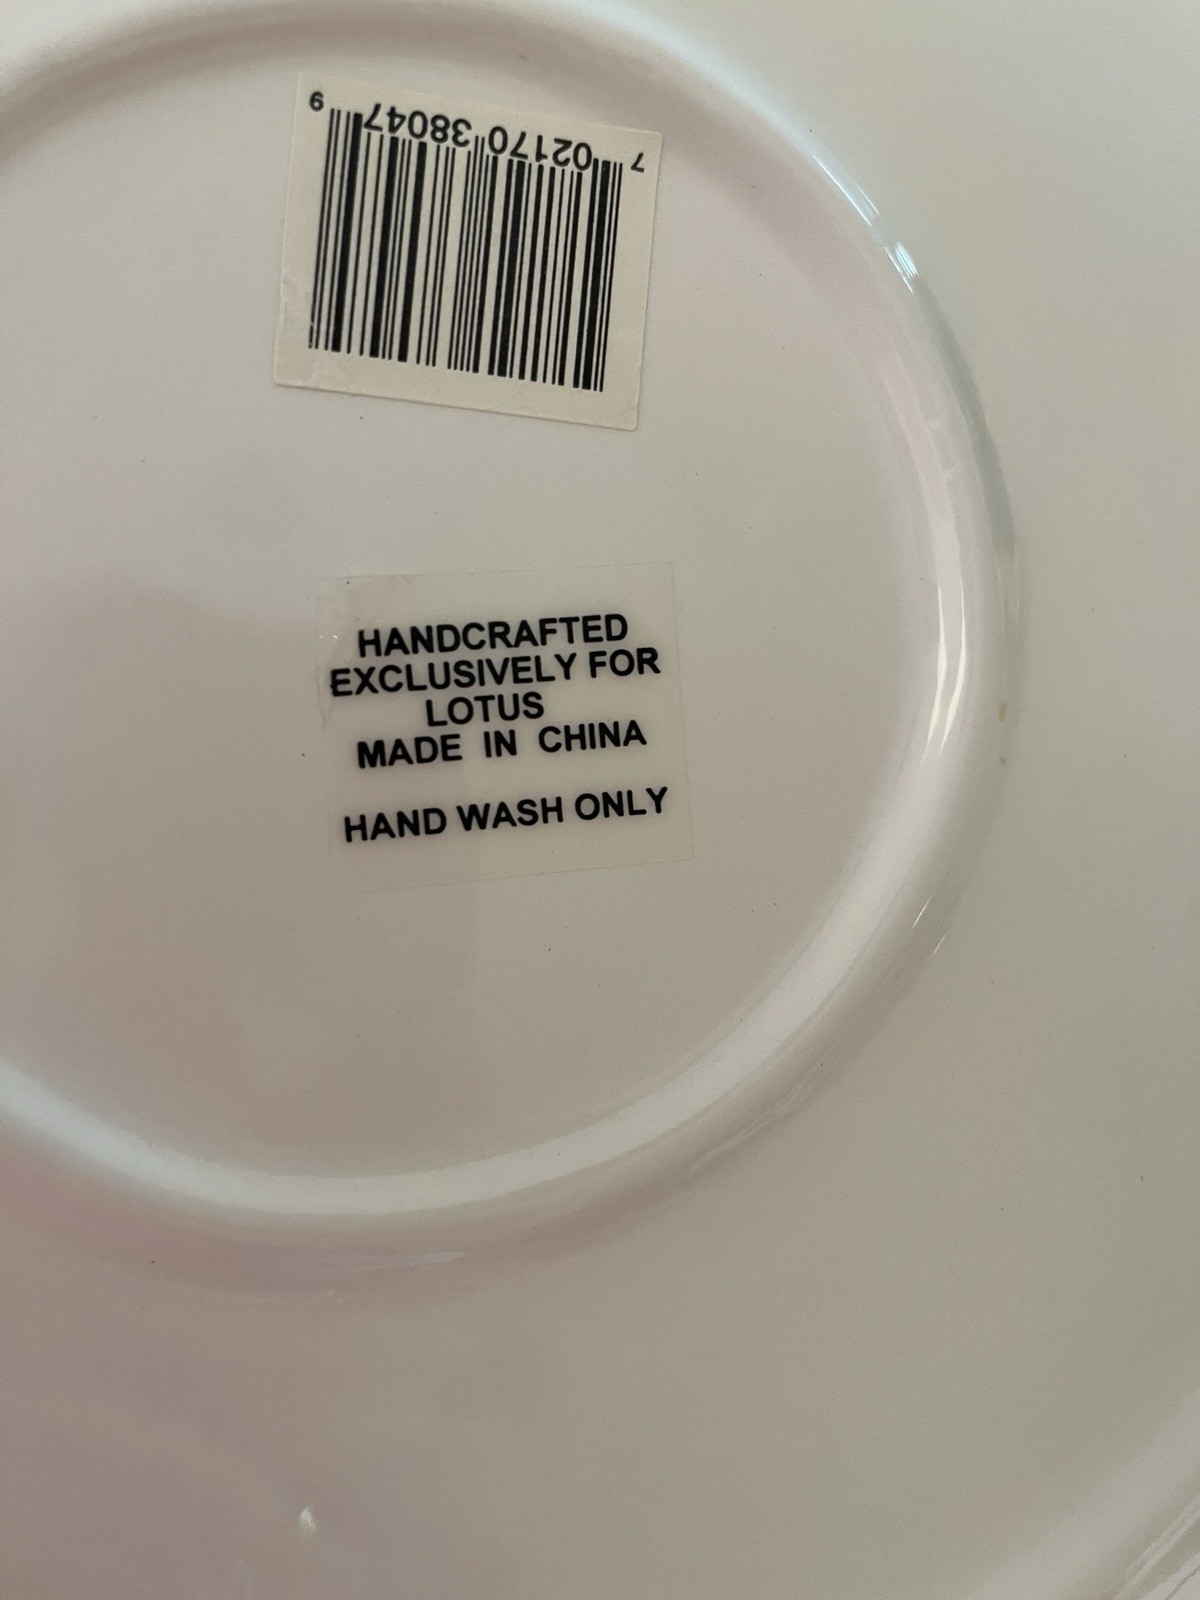 7 02170 38047 9
HANDCRAFTED
EXCLUSIVELY FOR
LOTUS
MADE IN CHINA
HAND WASH ONLY